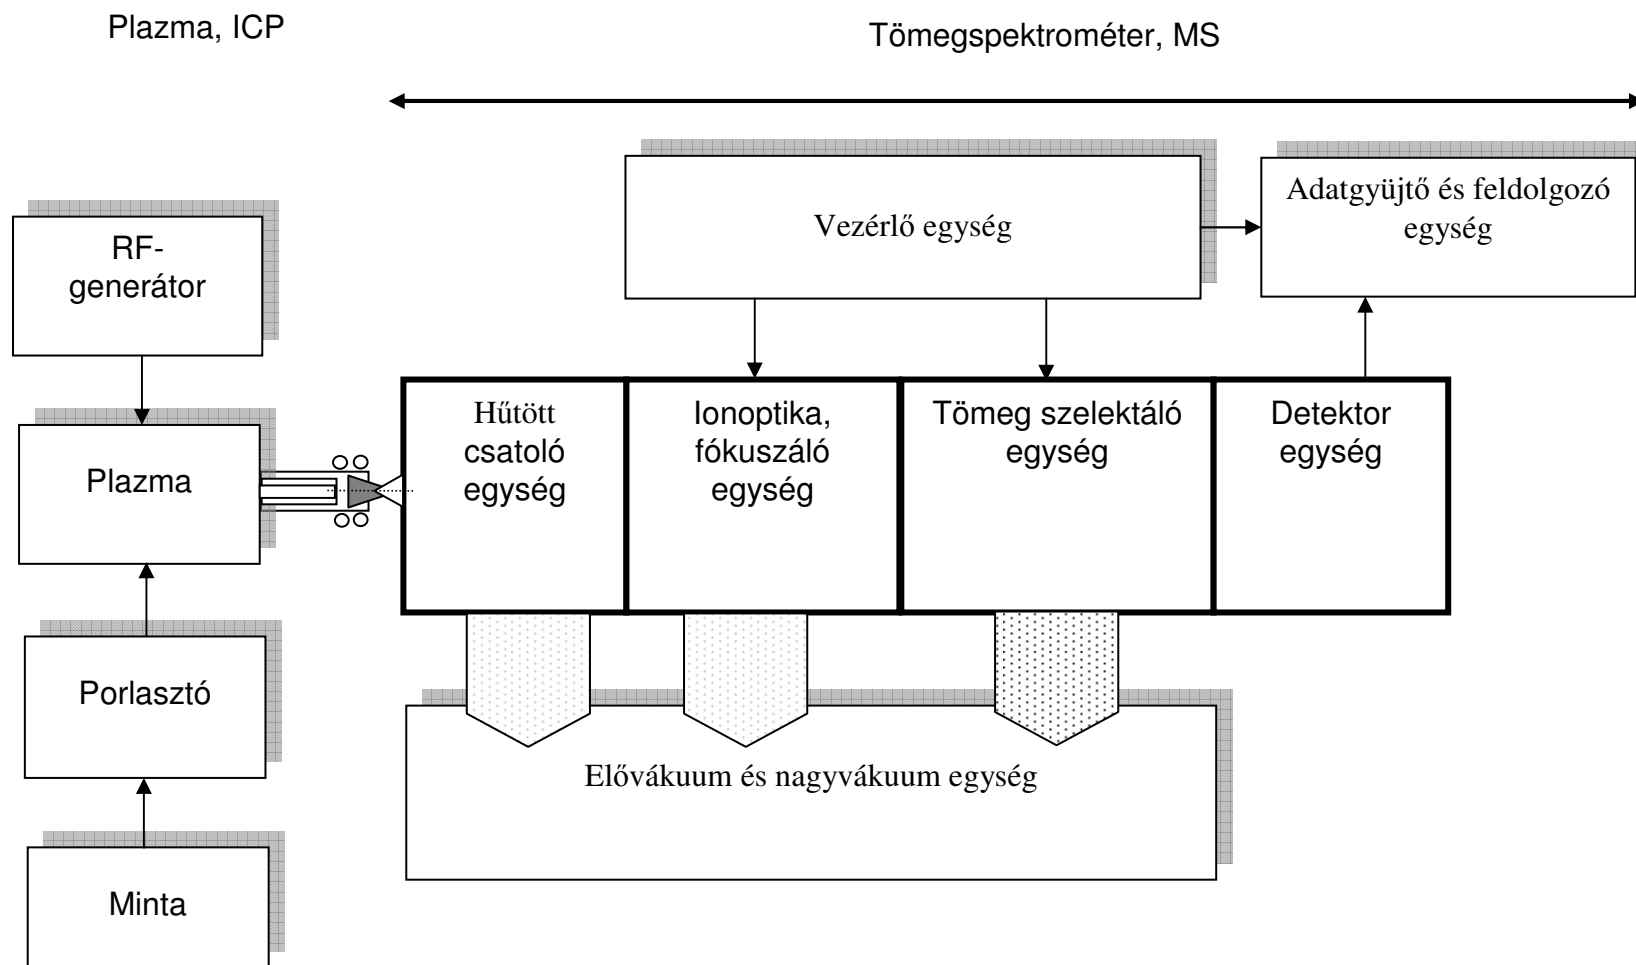 Plazma, ICP
Tömegspektrométer, MS
Vezérlő egység
Adatgyüjtő és feldolgozó
egység
RF-
generátor
Plazma
Hűtött
csatoló
egység
Ionoptika,
fókuszáló
egység
Tömeg szelektáló
egység
Detektor
egység
Porlasztó
Elővákuum és nagyvákuum egység
Minta